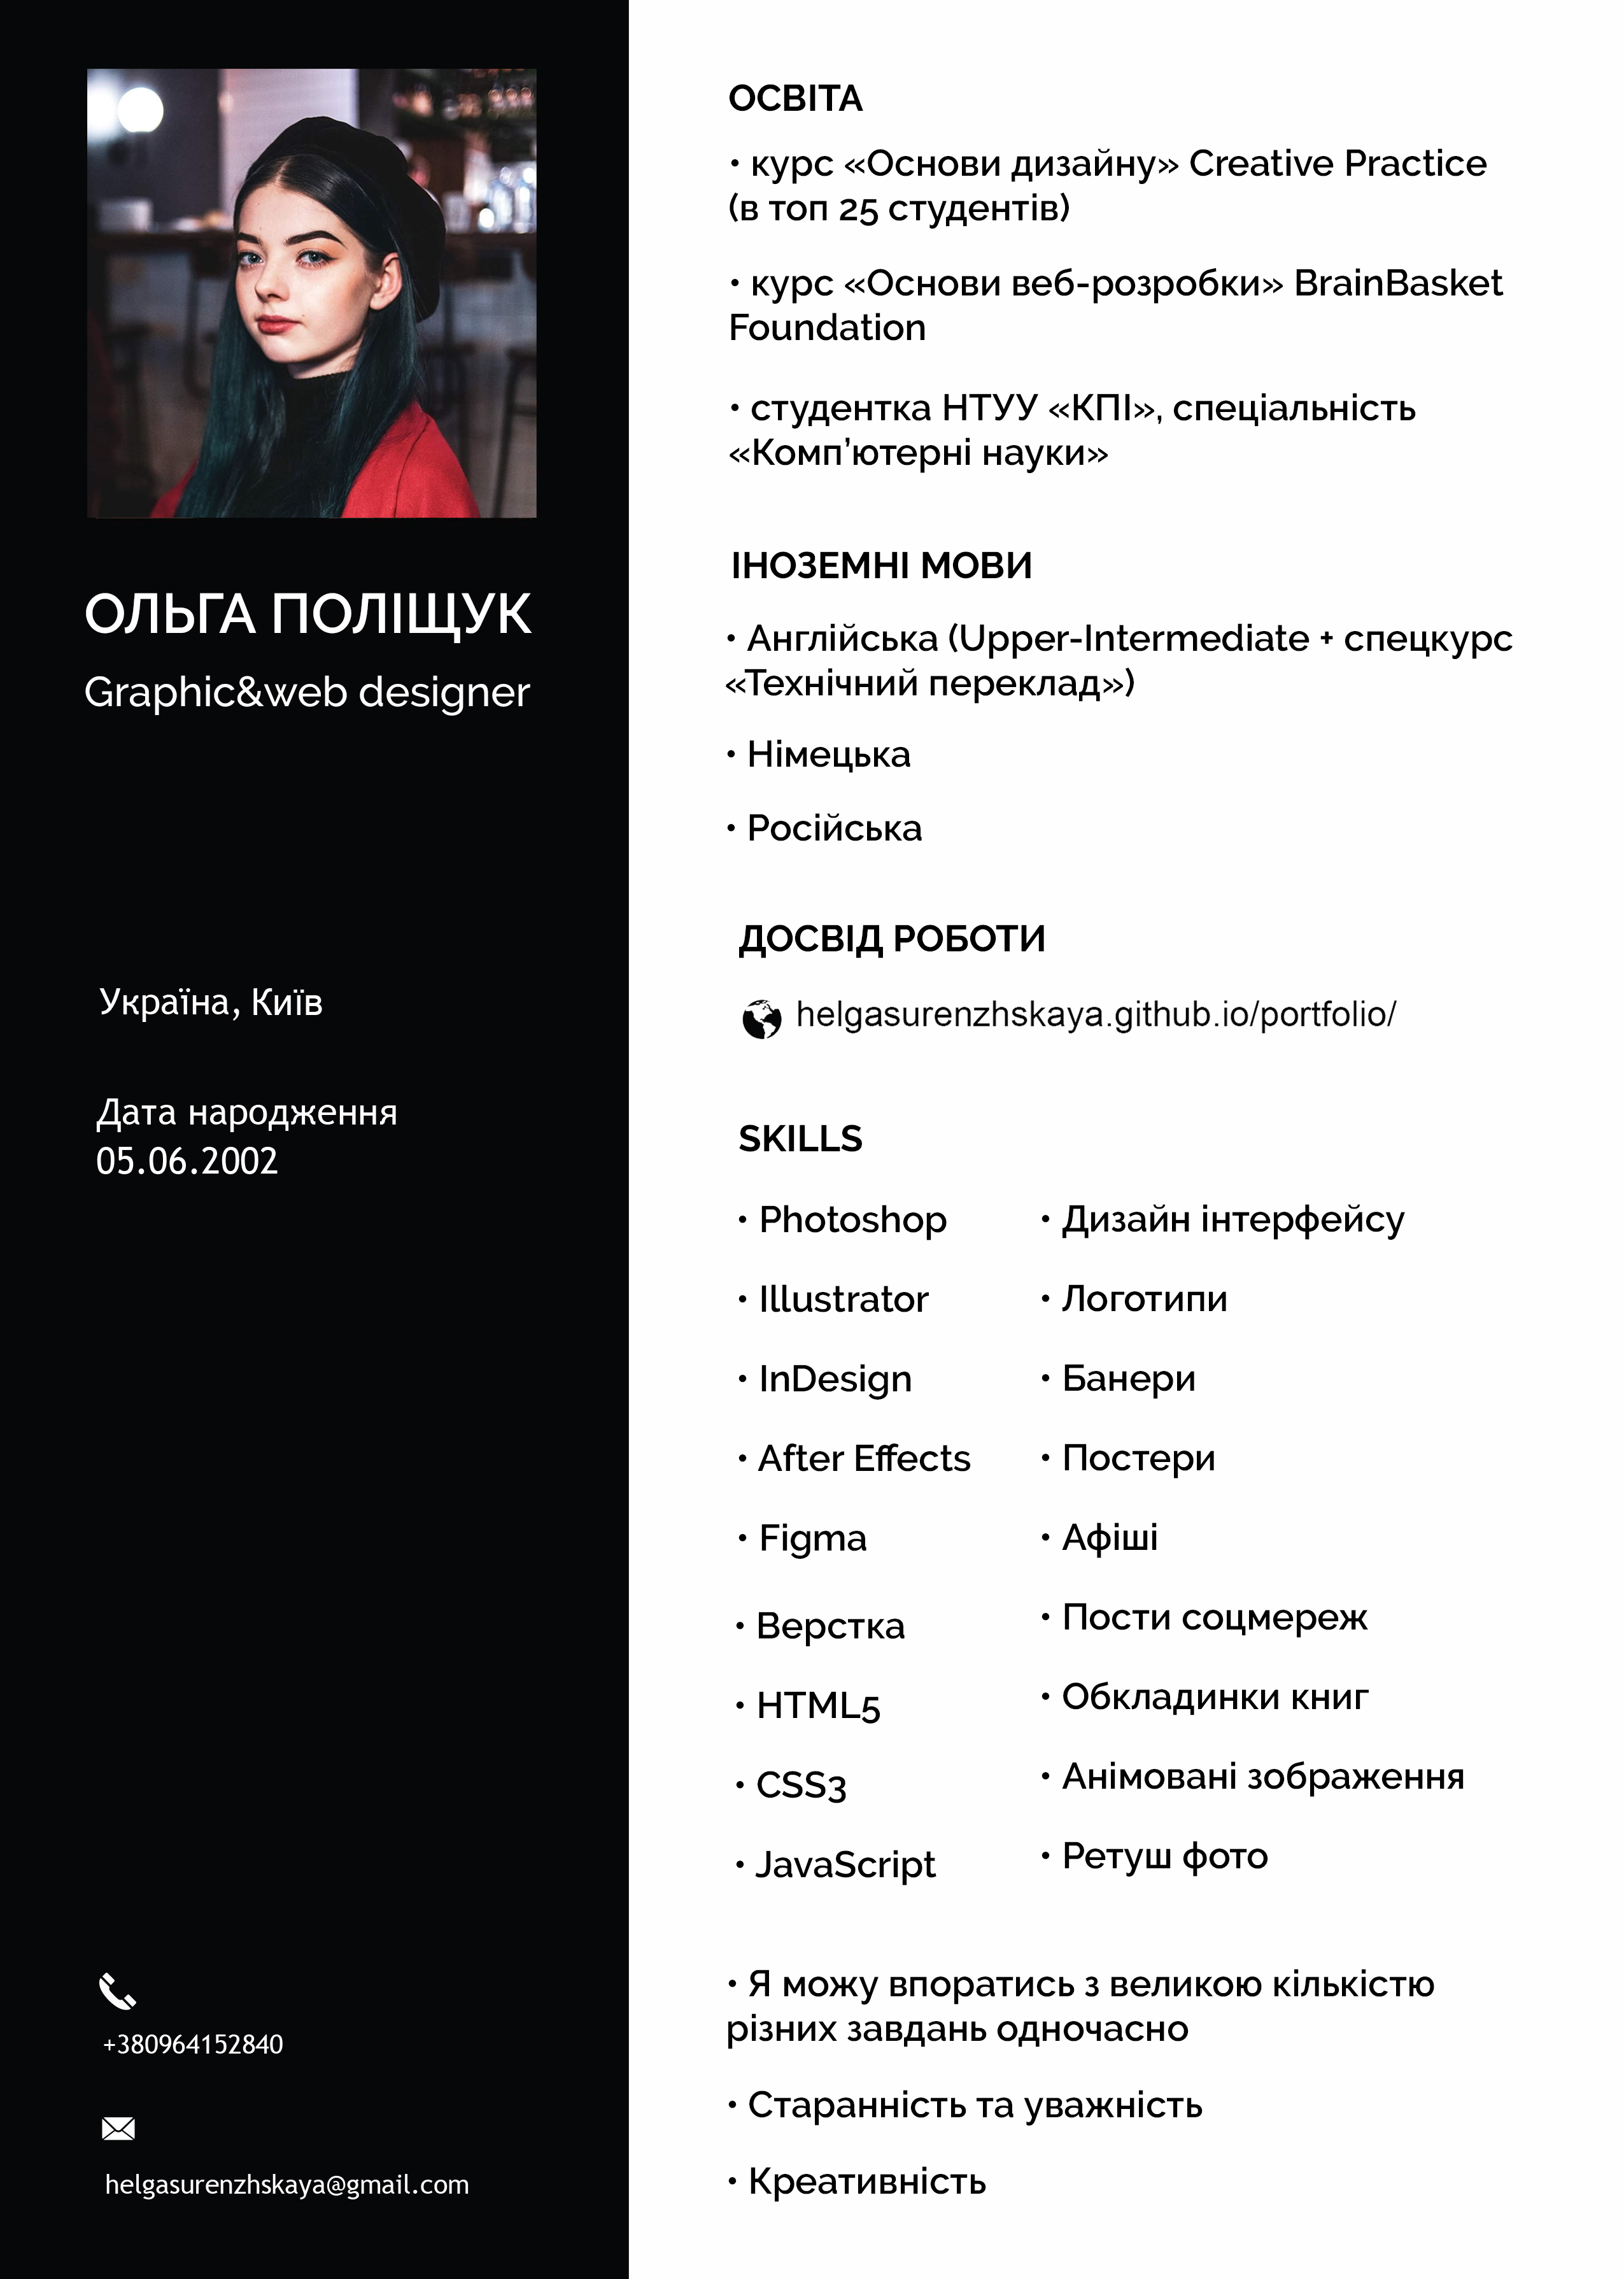 ОЛЬГА ПОЛІЩУК
Graphic&web designer
Україна, Київ
Дата народження
05.06.2002
+380964152840
helgasurenzhskaya@gmail.com
ОСВІТА
• курс «Основи дизайну» Creative Practice
(в топ 25 студентів)
• курс «Основи веб-розробки» BrainBasket
Foundation
• студентка НТУУ «КПІ», спеціальність
«Комп’ютерні науки»
ІНОЗЕМНІ МОВИ
• Англійська (Upper-Intermediate + спецкурс
«Технічний переклад»)
• Німецька
• Російська
ДОСВІД РОБОТИ
helgasurenzhskaya.github.io/portfolio/
SKILLS
• Photoshop
• Illustrator
• InDesign
• After Effects
• Figma
• Верстка
• HTML5
• CSS3
• JavaScript
• Дизайн інтерфейсу
• Логотипи
• Банери
• Постери
• Афіші
• Пости соцмереж
• Обкладинки книг
• Анімовані зображення
• Ретуш фото
• Я можу впоратись з великою кількістю
різних завдань одночасно
• Старанність та уважність
• Креативність